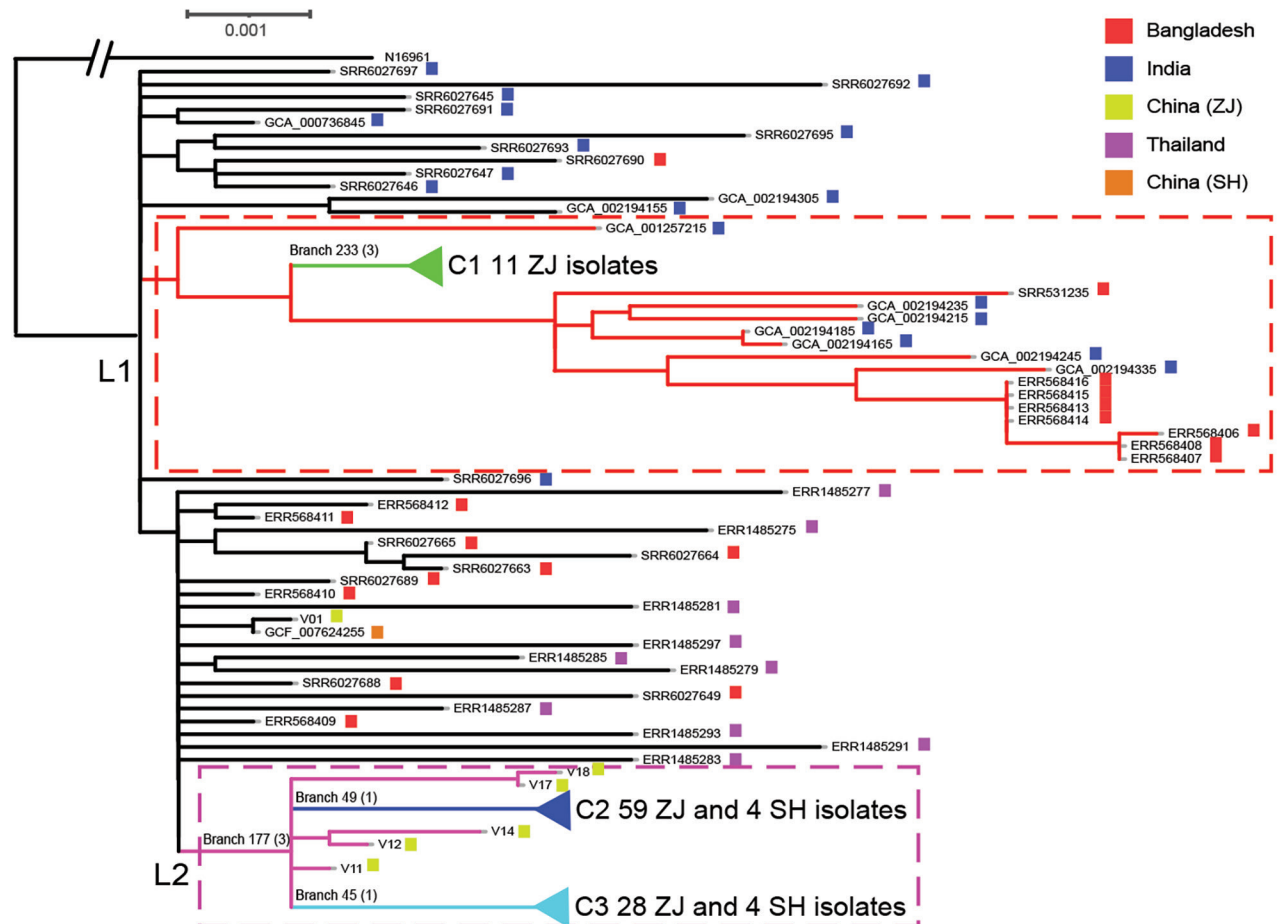 0.001
Bangladesh
India
China (ZJ)
Thailand
China (SH)
N16961
SRR6027697
SRR6027692
SRR6027645
SRR6027691
GCA_000736845
SRR6027695
SRR6027693
SRR6027690
SRR6027647
SRR6027646
GCA_002194305
GCA_002194155
GCA_001257215
Branch 233 (3)
C1 11 ZJ isolates
SRR531235
GCA_002194235
GCA_002194215
GCA_002194185
GCA_002194165
GCA_002194245
GCA_002194335
L1
ERR568416
ERR568415
ERR568413
ERR568414
ERR568406
ERR568408
ERR568407
SRR6027696
ERR1485277
ERR568412
ERR568411
ERR1485275
SRR6027665
SRR6027664
SRR6027663
SRR6027689
ERR568410
ERR1485281
V01
GCF_007624255
ERR1485297
ERR1485285
ERR1485279
SRR6027688
SRR6027649
ERR1485287
ERR568409
ERR1485293
ERR1485291
ERR1485283
V18
V17
Branch 49 (1)
C2 59 ZJ and 4 SH isolates
V14
Branch 177 (3)
V12
V11
L2
Branch 45 (1)
C3 28 ZJ and 4 SH isolates